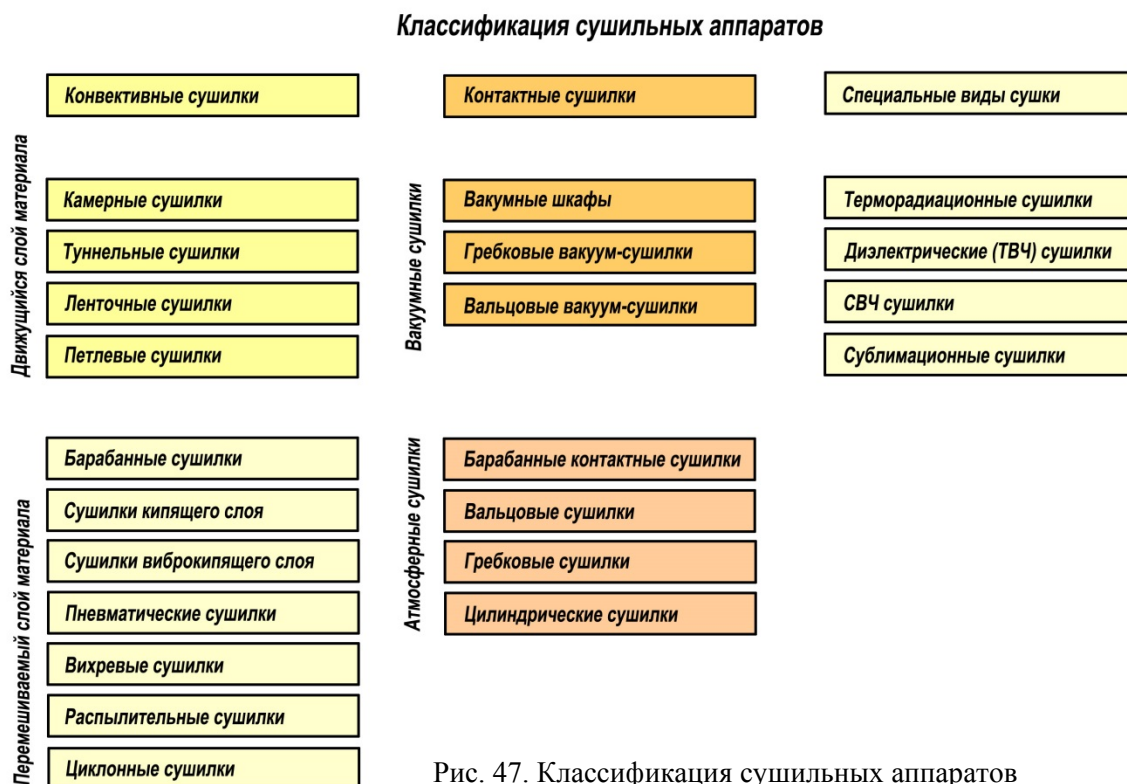 Классификация сушильных аппаратов
Конвективные сушилки
Контактные сушилки
Специальные виды сушки
Движущийся слой материала
Камерные сушилки
Туннельные сушилки
Ленточные сушилки
Петлевые сушилки
Вакуумные сушилки
Вакумные шкафы
Гребковые вакуум-сушилки
Вальцовые вакуум-сушилки
Терморадиационные сушилки
Диэлектрические (ТВЧ) сушилки
СВЧ сушилки
Сублимационные сушилки
Перемешиваемый слой материала
Барабанные сушилки
Сушилки кипящего слоя
Сушилки виброкипящего слоя
Пневматические сушилки
Вихревые сушилки
Распылительные сушилки
Циклонные сушилки
Атмосферные сушилки
Барабанные контактные сушилки
Вальцовые сушилки
Гребковые сушилки
Цилиндрические сушилки
Рис. 47. Классификация сушильных аппаратов